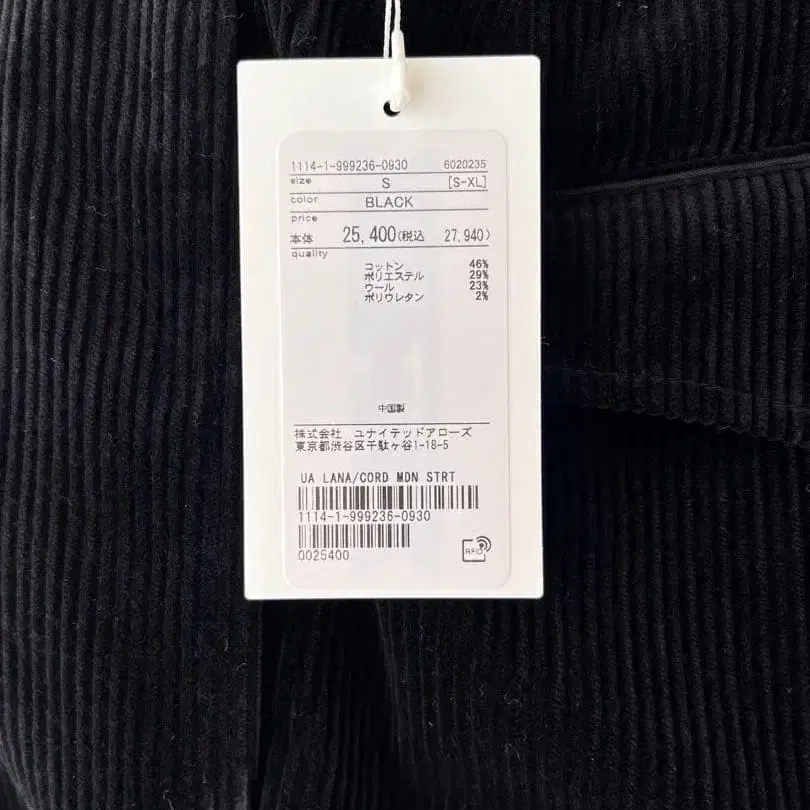 1114-1-999236-0930 6020235
size S [S-XL]
color BLACK
price
本体 25,400(税込 27,940)
quality
コットン 46%
ポリエステル 29%
ウール 23%
ポリウレタン 2%
中国製
株式会社 ユナイテッドアローズ
東京都渋谷区千駄ヶ谷1-18-5
UA LANA/CORD MDN STRT
1114-1-999236-0930
0025400
RFID